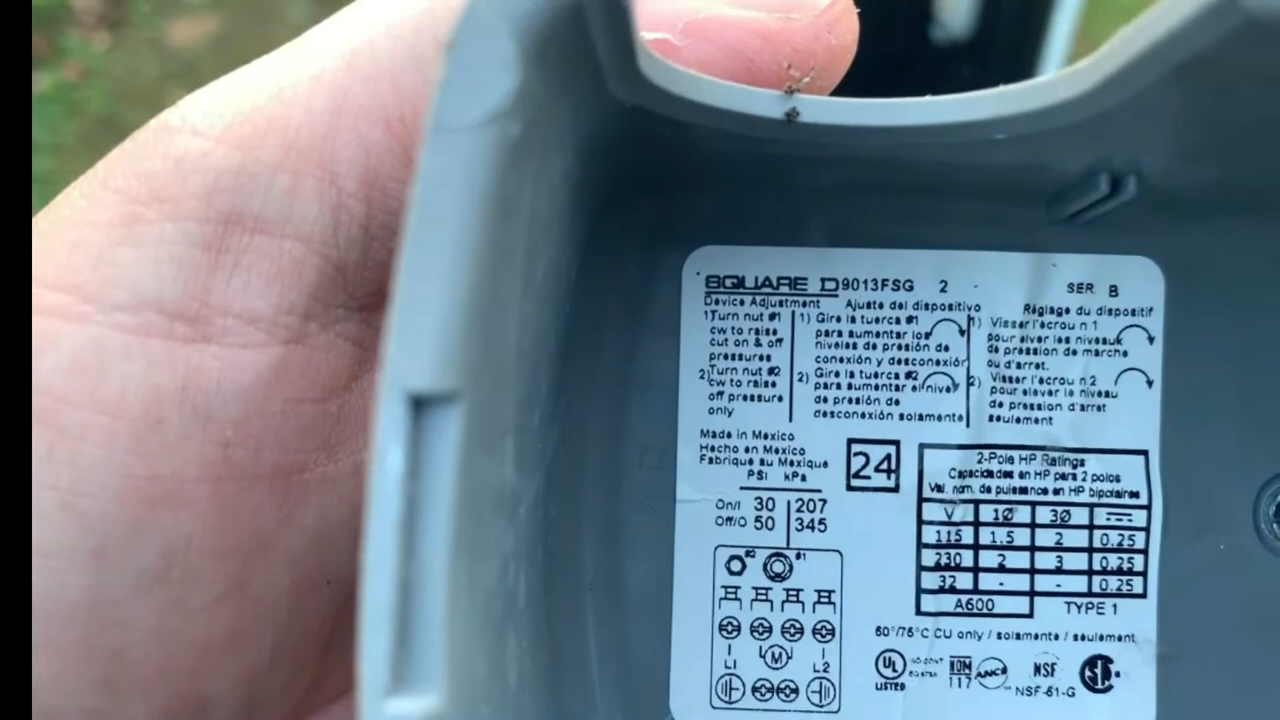 SQUARE D 9013FSG 2 SER B
Device Adjustment
1) Turn nut #1
cw to raise
cut on & off
pressures
2) Turn nut #2
cw to raise
off pressure
only
Ajuste del dispositivo
1) Gire la tuerca #1
para aumentar los
niveles de presión de
conexión y desconexión
2) Gire la tuerca #2
para aumentar el nivel
de presión de
desconexión solamente
Réglage du dispositif
1) Visser l'écrou n 1
pour elver les niveaux
de pression de marche
ou d'arret.
2) Visser l'écrou n 2
pour elever le niveau
de pression d'arret
seulement
Made in Mexico
Hecho en Mexico
Fabrique au Mexique
PSI kPa
On/I 30 207
Off/O 50 345
24
2-Pole HP Ratings
Capacidades en HP para 2 polos
Val. nom. de puissance en HP bipolaires
V 1Ø 3Ø
115 1.5 2 0.25
230 2 3 0.25
32 - - 0.25
A600 TYPE 1
#2 #1
L1 M L2
60°/75°C CU only / solamente / seulement
UL
LISTED
NOM
117
ANCE
NSF
NSF-61-G